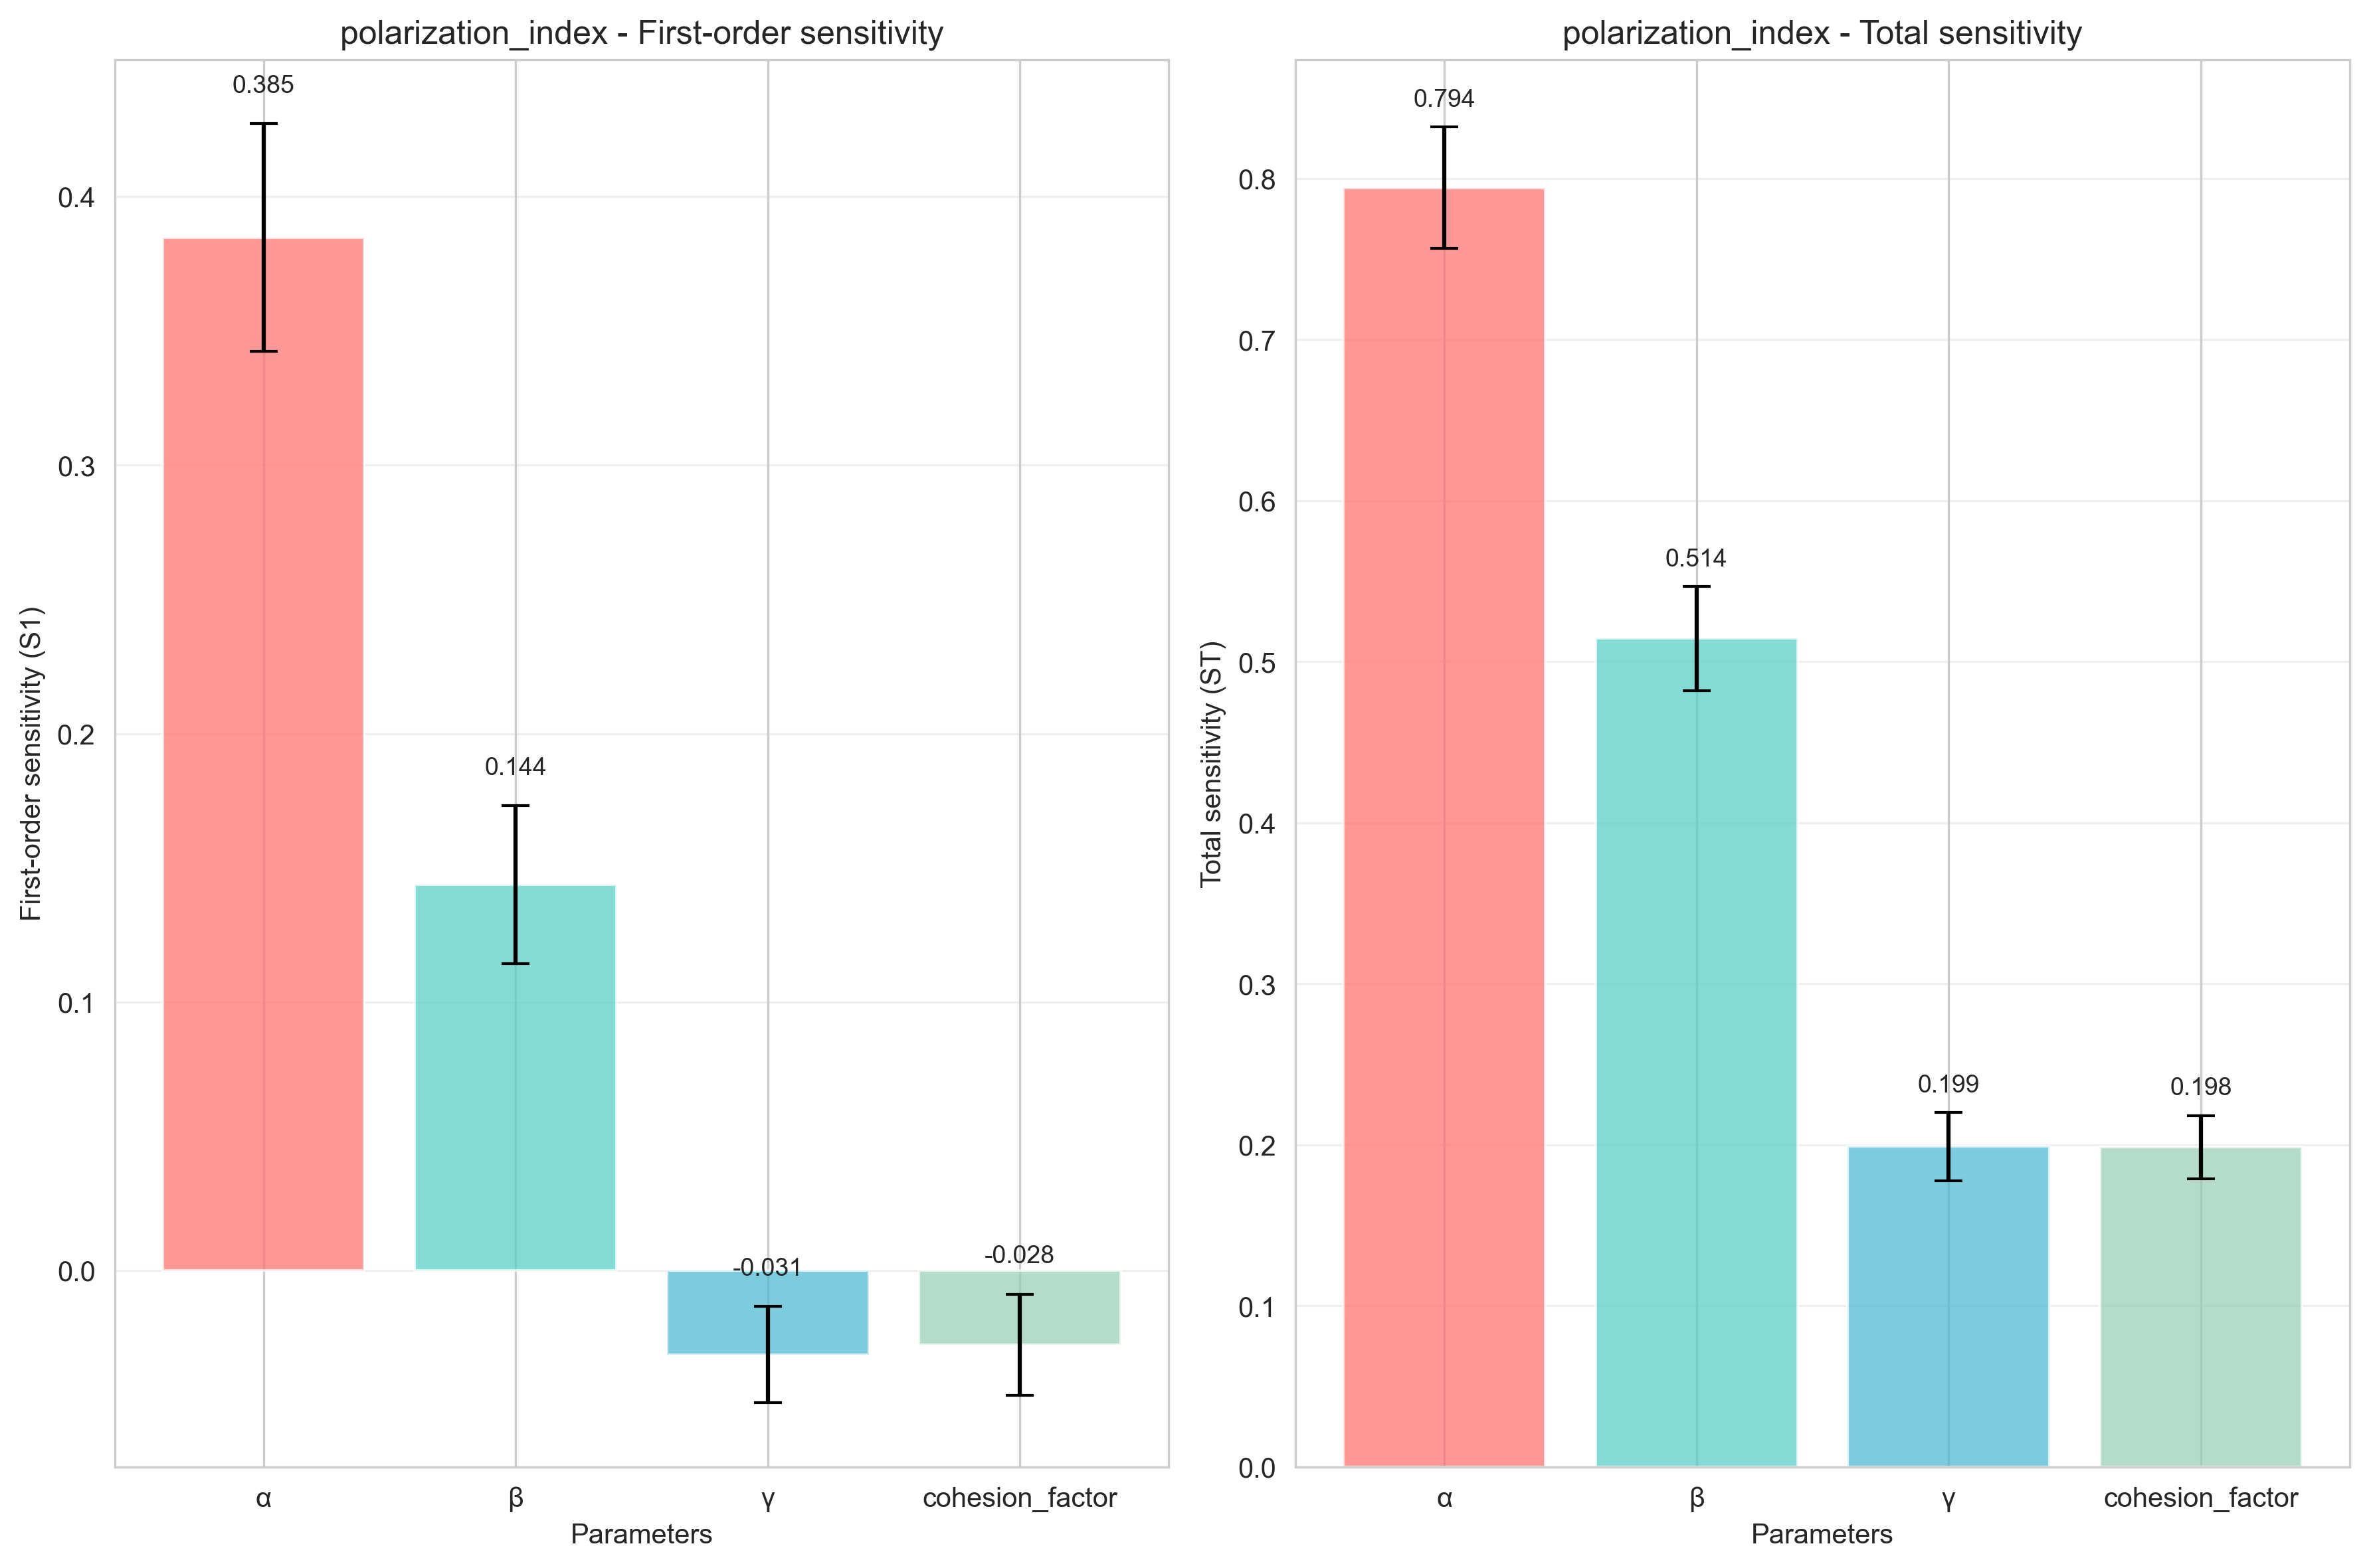 polarization_index - First-order sensitivity
First-order sensitivity (S1)
0.4
0.3
0.2
0.1
0.0
0.385
0.144
-0.031
-0.028
α
β
γ
cohesion_factor
Parameters
polarization_index - Total sensitivity
Total sensitivity (ST)
0.8
0.7
0.6
0.5
0.4
0.3
0.2
0.1
0.0
0.794
0.514
0.199
0.198
α
β
γ
cohesion_factor
Parameters